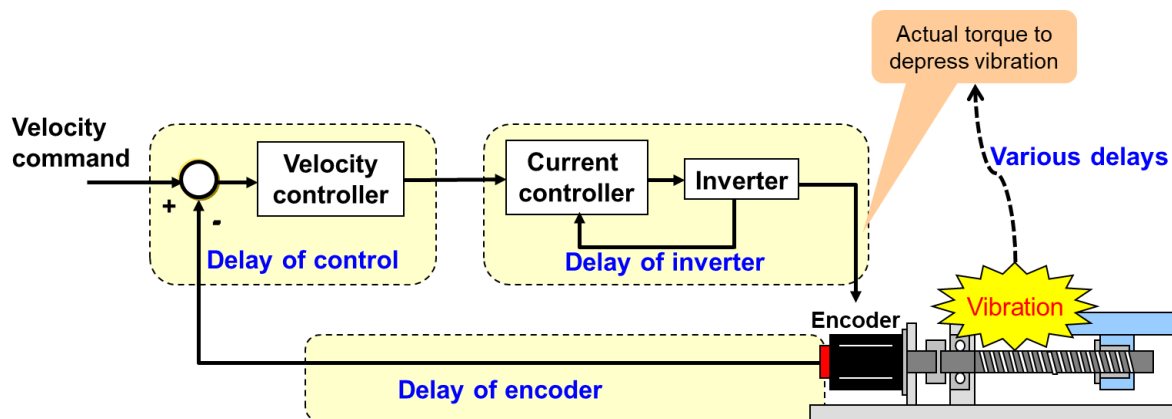 Actual torque to
depress vibration
Velocity
command
+
-
Velocity
controller
Current
controller
Inverter
Various delays
Delay of control
Delay of inverter
Encoder
Vibration
Delay of encoder